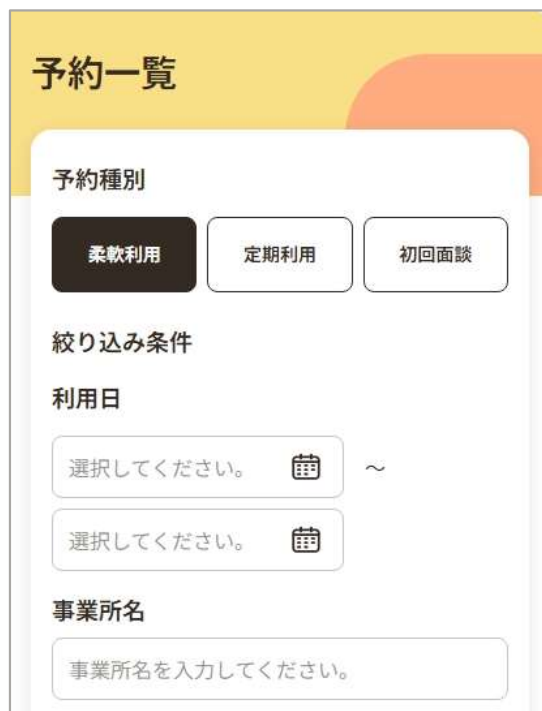 予約一覧
予約種別
柔軟利用 定期利用 初回面談
絞り込み条件
利用日
選択してください。 ～
選択してください。
事業所名
事業所名を入力してください。